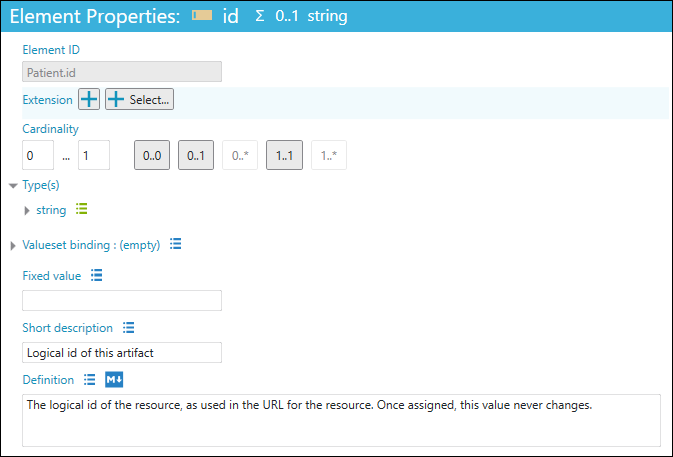 Element Properties: id Σ 0..1 string
Element ID
Patient.id
Extension Select...
Cardinality
0 ... 1 0..0 0..1 0..* 1..1 1..*
Type(s)
string
Valueset binding : (empty)
Fixed value
Short description
Logical id of this artifact
Definition M
The logical id of the resource, as used in the URL for the resource. Once assigned, this value never changes.